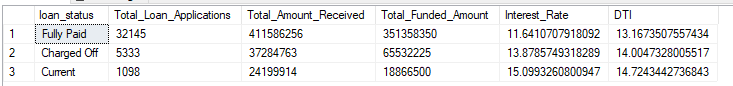 loan_status Total_Loan_Applications Total_Amount_Received Total_Funded_Amount Interest_Rate DTI
1 Fully Paid 32145 411586256 351358350 11.6410707918092 13.1673507557434
2 Charged Off 5333 37284763 65532225 13.8785749318289 14.0047328005517
3 Current 1098 24199914 18866500 15.0993260800947 14.7243442736843